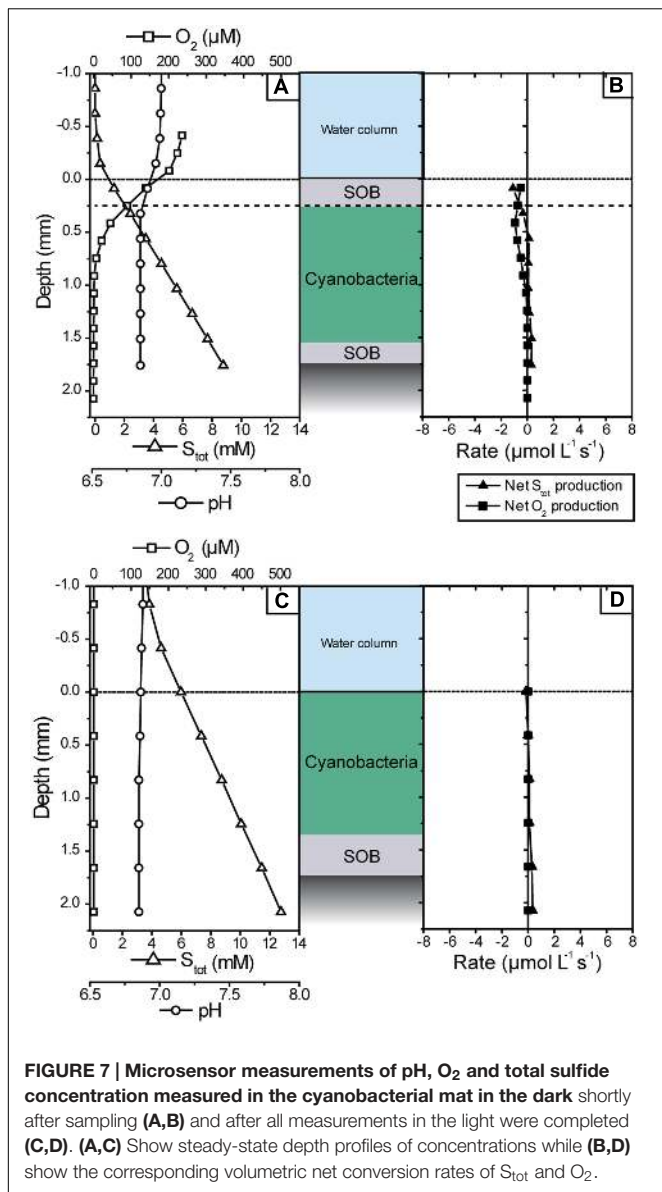 O₂ (µM)
0 100 200 300 400 500
A
B
-1.0
-0.5
0.0
0.5
1.0
1.5
2.0
Depth (mm)
Water column
SOB
Cyanobacteria
SOB
0 2 4 6 8 10 12 14
S_tot (mM)
6.5 7.0 7.5 8.0
pH
-8 -6 -4 -2 0 2 4 6 8
Rate (µmol L⁻¹ s⁻¹)
Net S_tot production
Net O₂ production
O₂ (µM)
0 100 200 300 400 500
C
D
-1.0
-0.5
0.0
0.5
1.0
1.5
2.0
Depth (mm)
Water column
Cyanobacteria
SOB
0 2 4 6 8 10 12 14
S_tot (mM)
6.5 7.0 7.5 8.0
pH
-8 -6 -4 -2 0 2 4 6 8
Rate (µmol L⁻¹ s⁻¹)
FIGURE 7 | Microsensor measurements of pH, O₂ and total sulfide
concentration measured in the cyanobacterial mat in the dark shortly
after sampling (A,B) and after all measurements in the light were completed
(C,D). (A,C) Show steady-state depth profiles of concentrations while (B,D)
show the corresponding volumetric net conversion rates of S_tot and O₂.